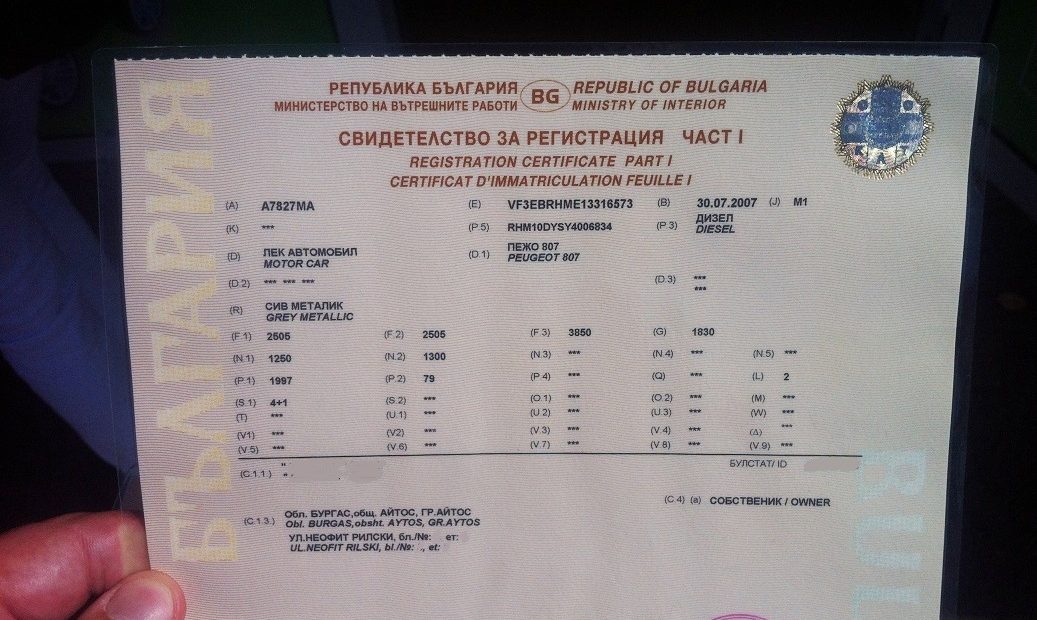 БЪЛГАРИЯ
РЕПУБЛИКА БЪЛГАРИЯ BG REPUBLIC OF BULGARIA
МИНИСТЕРСТВО НА ВЪТРЕШНИТЕ РАБОТИ MINISTRY OF INTERIOR
СВИДЕТЕЛСТВО ЗА РЕГИСТРАЦИЯ ЧАСТ I
REGISTRATION CERTIFICATE PART I
CERTIFICAT D'IMMATRICULATION FEUILLE I
КАТ
(A) A7827MA (E) VF3EBRHME13316573 (B) 30.07.2007 (J) M1
(K) *** (P.5) RHM10DYSY4006834 (P 3) ДИЗЕЛ
DIESEL
(D) ЛЕК АВТОМОБИЛ (D.1) ПЕЖО 807
MOTOR CAR PEUGEOT 807
(D.2) *** *** *** (D.3) ***
***
(R) СИВ МЕТАЛИК
GREY METALLIC
(F.1) 2505 (F.2) 2505 (F.3) 3850 (G) 1830
(N.1) 1250 (N.2) 1300 (N.3) *** (N.4) *** (N.5) ***
(P.1) 1997 (P.2) 79 (P 4) *** (Q) *** (L) 2
(S.1) 4+1 (S.2) *** (O.1) *** (O.2) *** (M) ***
(T) *** (U.1) *** (U.2) *** (U.3) *** (W) ***
(V1) *** (V2) *** (V.3) *** (V.4) *** (Δ) ***
(V 5) *** (V.6) *** (V.7) *** (V 8) *** (V 9) ***
(C.1.1.) БУЛСТАТ/ ID
(C 4) (a) СОБСТВЕНИК / OWNER
(C.1.3.) Обл. БУРГАС,общ. АЙТОС, ГР.АЙТОС
Obl. BURGAS,obsht. AYTOS, GR.AYTOS
УЛ.НЕОФИТ РИЛСКИ, бл./№: ет:
UL.NEOFIT RILSKI, bl./№: , et:
BUL